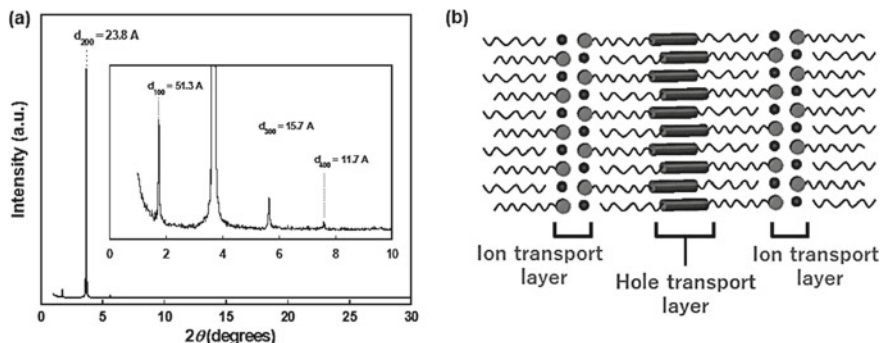 (a)
d200 = 23.8 A
d100 = 51.3 A
d300 = 15.7 A
d400 = 11.7 A
0 2 4 6 8 10
Intensity (a.u.)
0 5 10 15 20 25 30
2θ(degrees)
(b)
Ion transport
layer
Hole transport
layer
Ion transport
layer